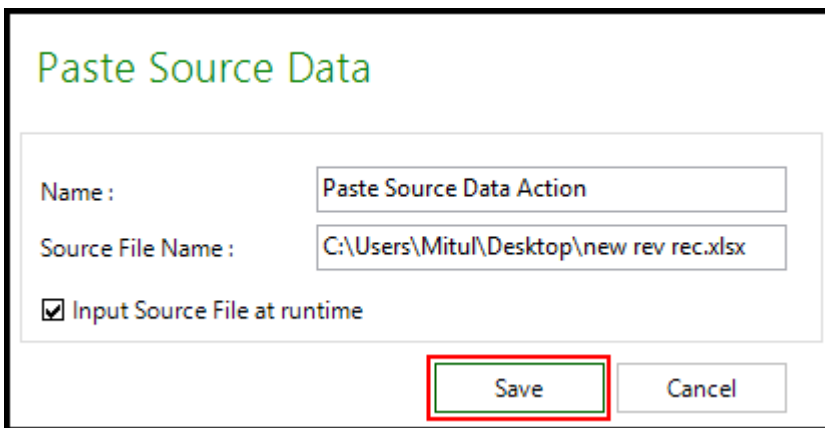 Paste Source Data
Name : Paste Source Data Action
Source File Name : C:\Users\Mitul\Desktop\new rev rec.xlsx
Input Source File at runtime
Save Cancel